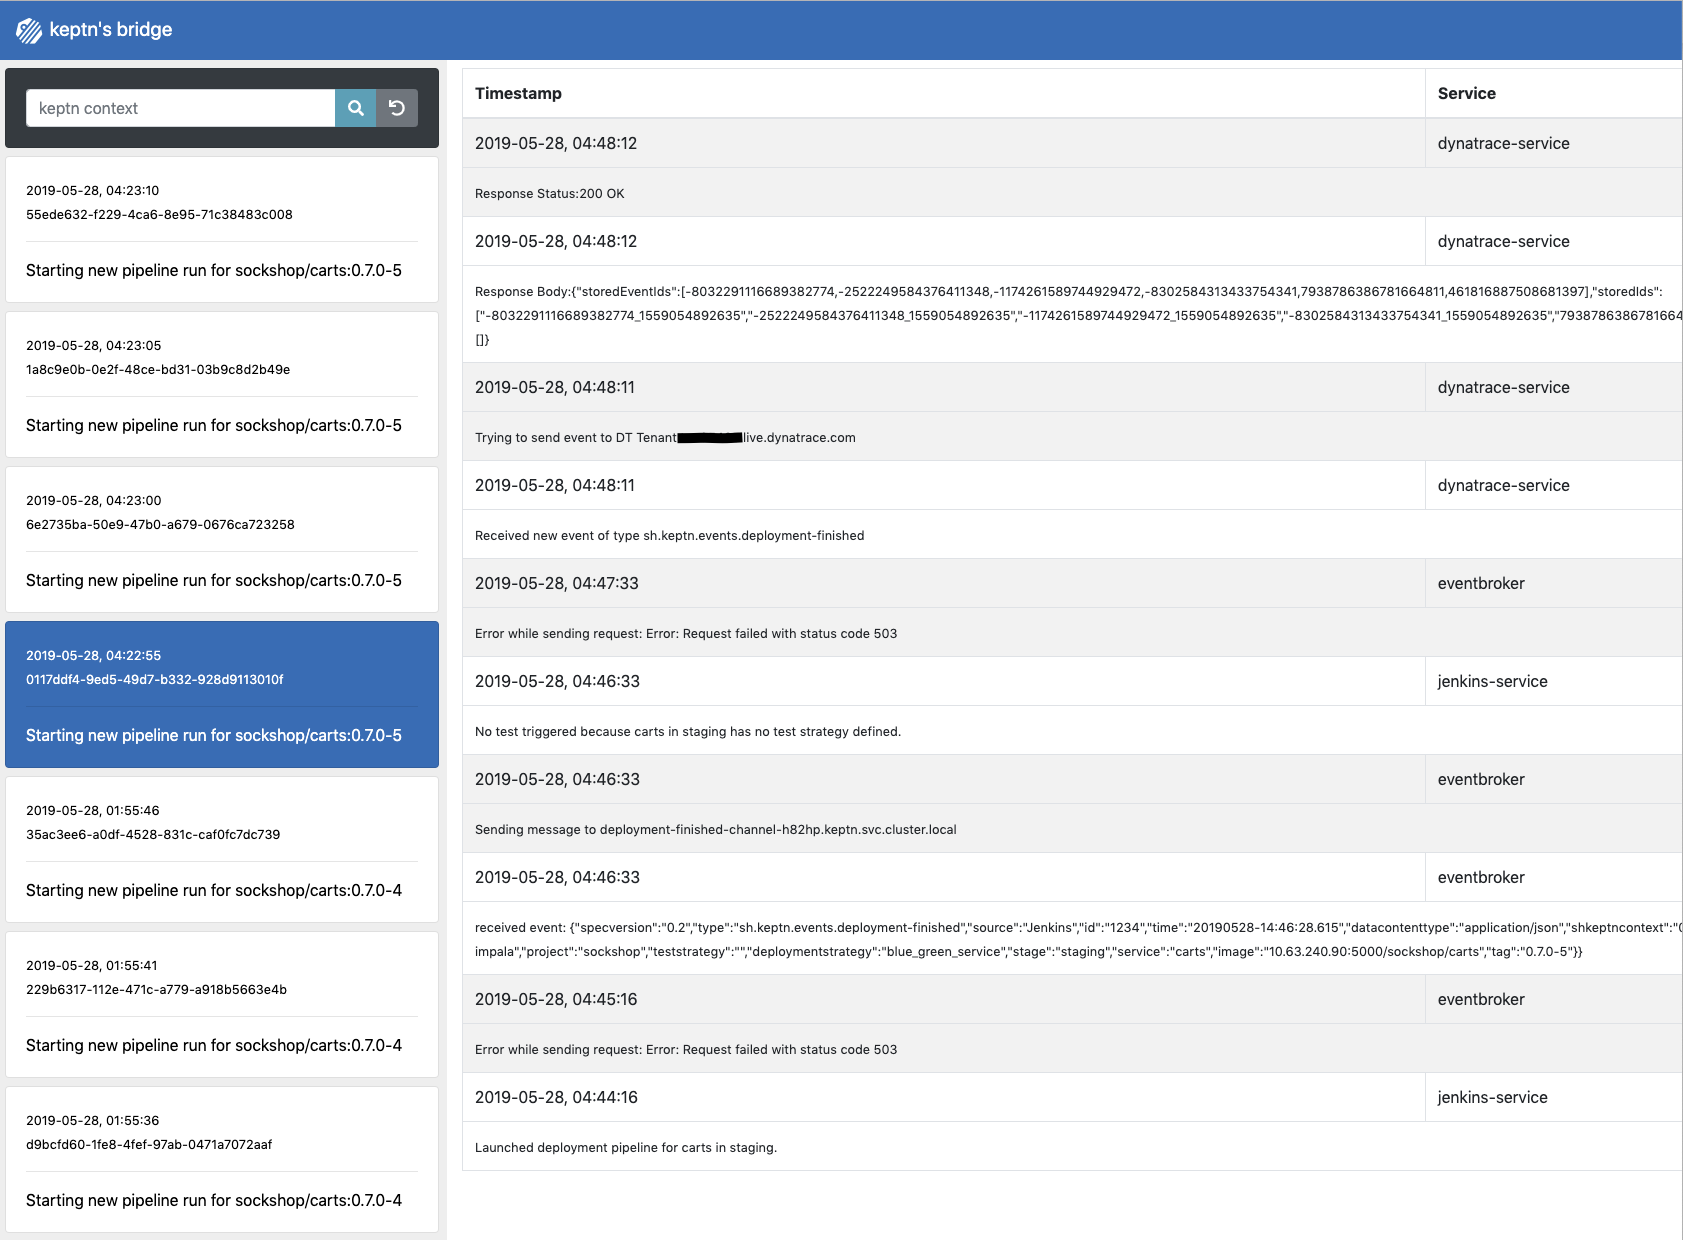 keptn's bridge
keptn context
2019-05-28, 04:23:10
55ede632-f229-4ca6-8e95-71c38483c008
Starting new pipeline run for sockshop/carts:0.7.0-5
2019-05-28, 04:23:05
1a8c9e0b-0e2f-48ce-bd31-03b9c8d2b49e
Starting new pipeline run for sockshop/carts:0.7.0-5
2019-05-28, 04:23:00
6e2735ba-50e9-47b0-a679-0676ca723258
Starting new pipeline run for sockshop/carts:0.7.0-5
2019-05-28, 04:22:55
0117ddf4-9ed5-49d7-b332-928d9113010f
Starting new pipeline run for sockshop/carts:0.7.0-5
2019-05-28, 01:55:46
35ac3ee6-a0df-4528-831c-caf0fc7dc739
Starting new pipeline run for sockshop/carts:0.7.0-4
2019-05-28, 01:55:41
229b6317-112e-471c-a779-a918b5663e4b
Starting new pipeline run for sockshop/carts:0.7.0-4
2019-05-28, 01:55:36
d9bcfd60-1fe8-4fef-97ab-0471a7072aaf
Starting new pipeline run for sockshop/carts:0.7.0-4
Timestamp Service
2019-05-28, 04:48:12 dynatrace-service
Response Status:200 OK
2019-05-28, 04:48:12 dynatrace-service
Response Body:{"storedEventIds":[-8032291116689382774,-2522249584376411348,-1174261589744929472,-8302584313433754341,7938786386781664811,461816887508681397],"storedIds":
["-8032291116689382774_1559054892635","-2522249584376411348_1559054892635","-1174261589744929472_1559054892635","-8302584313433754341_1559054892635","7938786386781664
[]}
2019-05-28, 04:48:11 dynatrace-service
Trying to send event to DT Tenant live.dynatrace.com
2019-05-28, 04:48:11 dynatrace-service
Received new event of type sh.keptn.events.deployment-finished
2019-05-28, 04:47:33 eventbroker
Error while sending request: Error: Request failed with status code 503
2019-05-28, 04:46:33 jenkins-service
No test triggered because carts in staging has no test strategy defined.
2019-05-28, 04:46:33 eventbroker
Sending message to deployment-finished-channel-h82hp.keptn.svc.cluster.local
2019-05-28, 04:46:33 eventbroker
received event: {"specversion":"0.2","type":"sh.keptn.events.deployment-finished","source":"Jenkins","id":"1234","time":"20190528-14:46:28.615","datacontenttype":"application/json","shkeptncontext":"0
impala","project":"sockshop","teststrategy":"","deploymentstrategy":"blue_green_service","stage":"staging","service":"carts","image":"10.63.240.90:5000/sockshop/carts","tag":"0.7.0-5"}}
2019-05-28, 04:45:16 eventbroker
Error while sending request: Error: Request failed with status code 503
2019-05-28, 04:44:16 jenkins-service
Launched deployment pipeline for carts in staging.